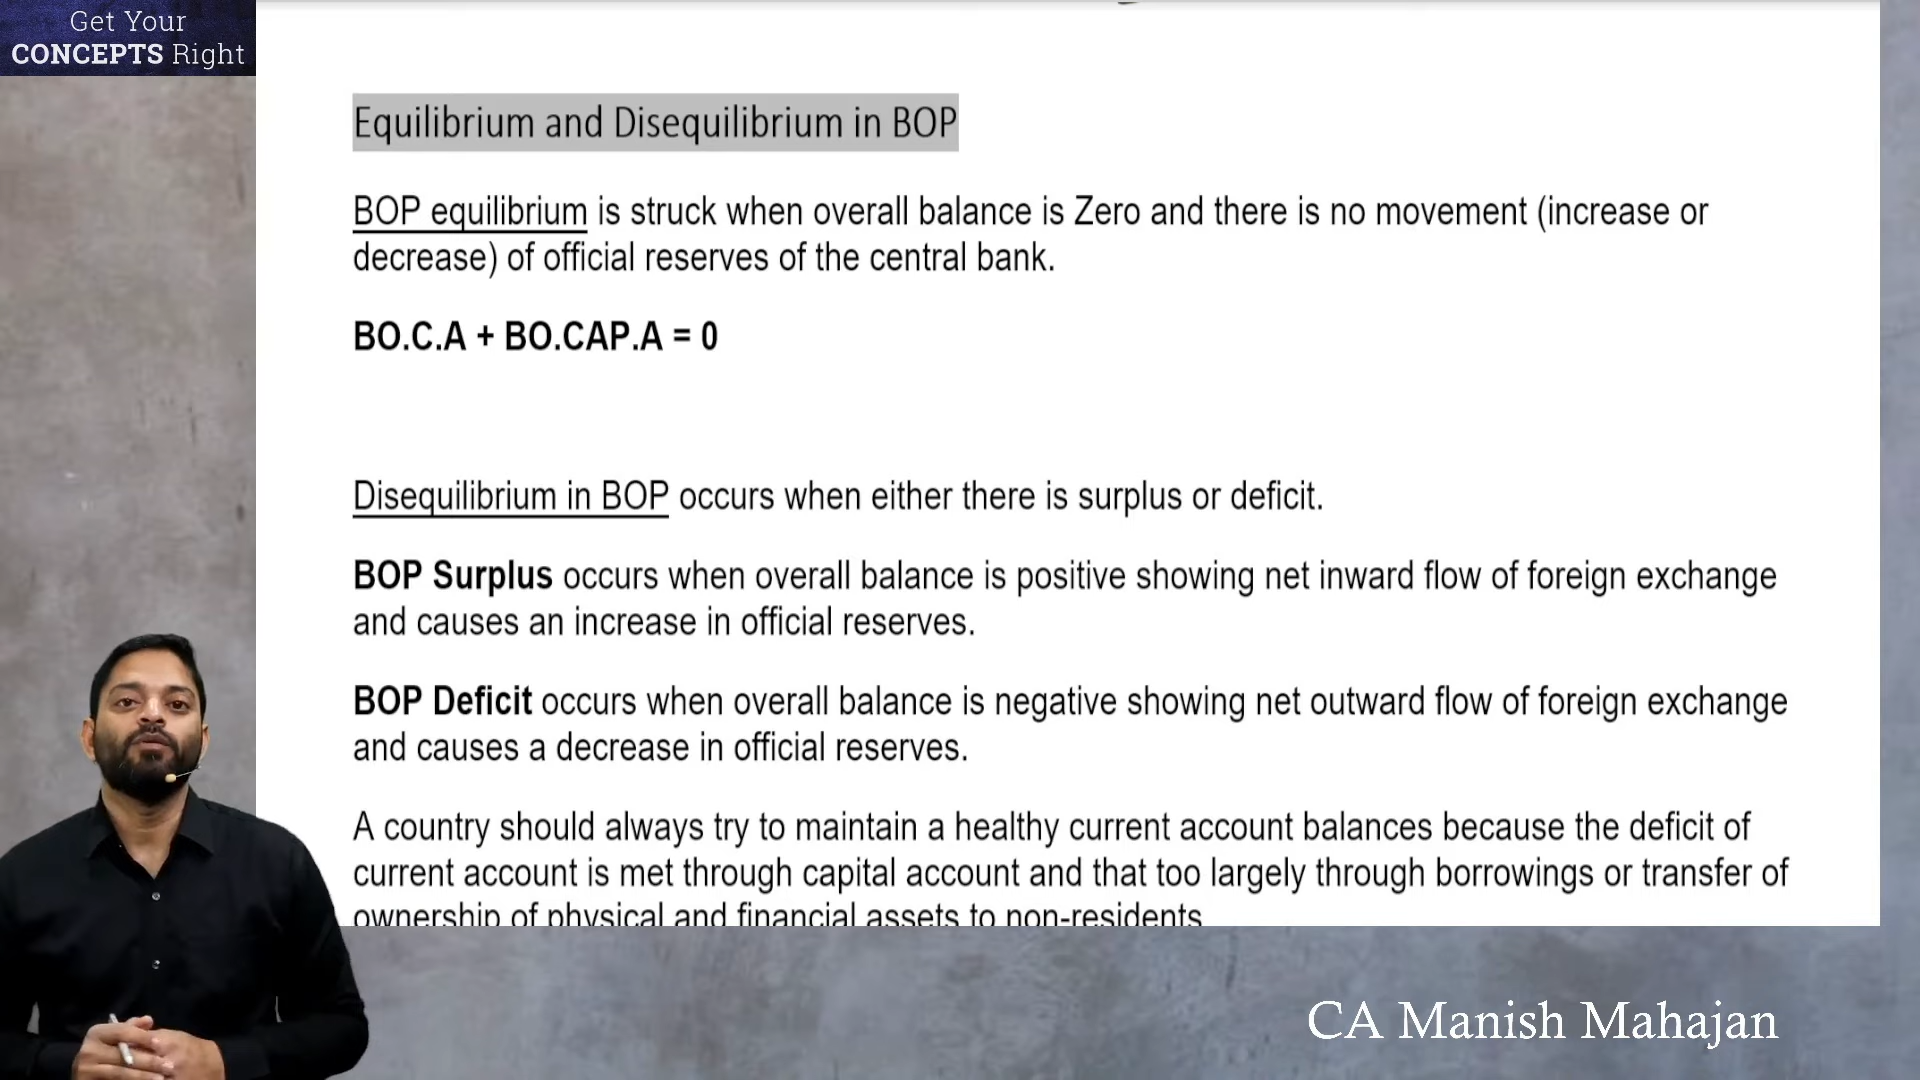 Get Your
CONCEPTS Right
Equilibrium and Disequilibrium in BOP
BOP equilibrium is struck when overall balance is Zero and there is no movement (increase or
decrease) of official reserves of the central bank.
BO.C.A + BO.CAP.A = 0
Disequilibrium in BOP occurs when either there is surplus or deficit.
BOP Surplus occurs when overall balance is positive showing net inward flow of foreign exchange
and causes an increase in official reserves.
BOP Deficit occurs when overall balance is negative showing net outward flow of foreign exchange
and causes a decrease in official reserves.
A country should always try to maintain a healthy current account balances because the deficit of
current account is met through capital account and that too largely through borrowings or transfer of
ownership of physical and financial assets to non-residents
CA Manish Mahajan